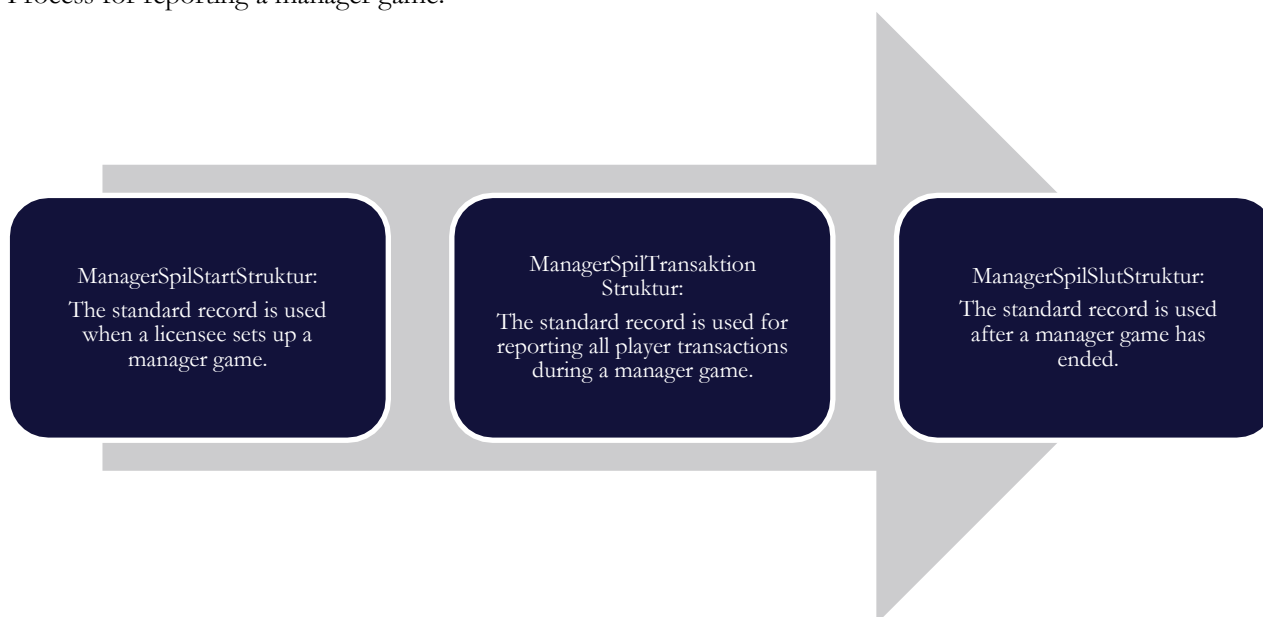 Process for reporting a manager game:
ManagerSpilStartStruktur:
The standard record is used
when a licensee sets up a
manager game.
ManagerSpilTransaktion
Struktur:
The standard record is used for
reporting all player transactions
during a manager game.
ManagerSpilSlutStruktur:
The standard record is used
after a manager game has
ended.